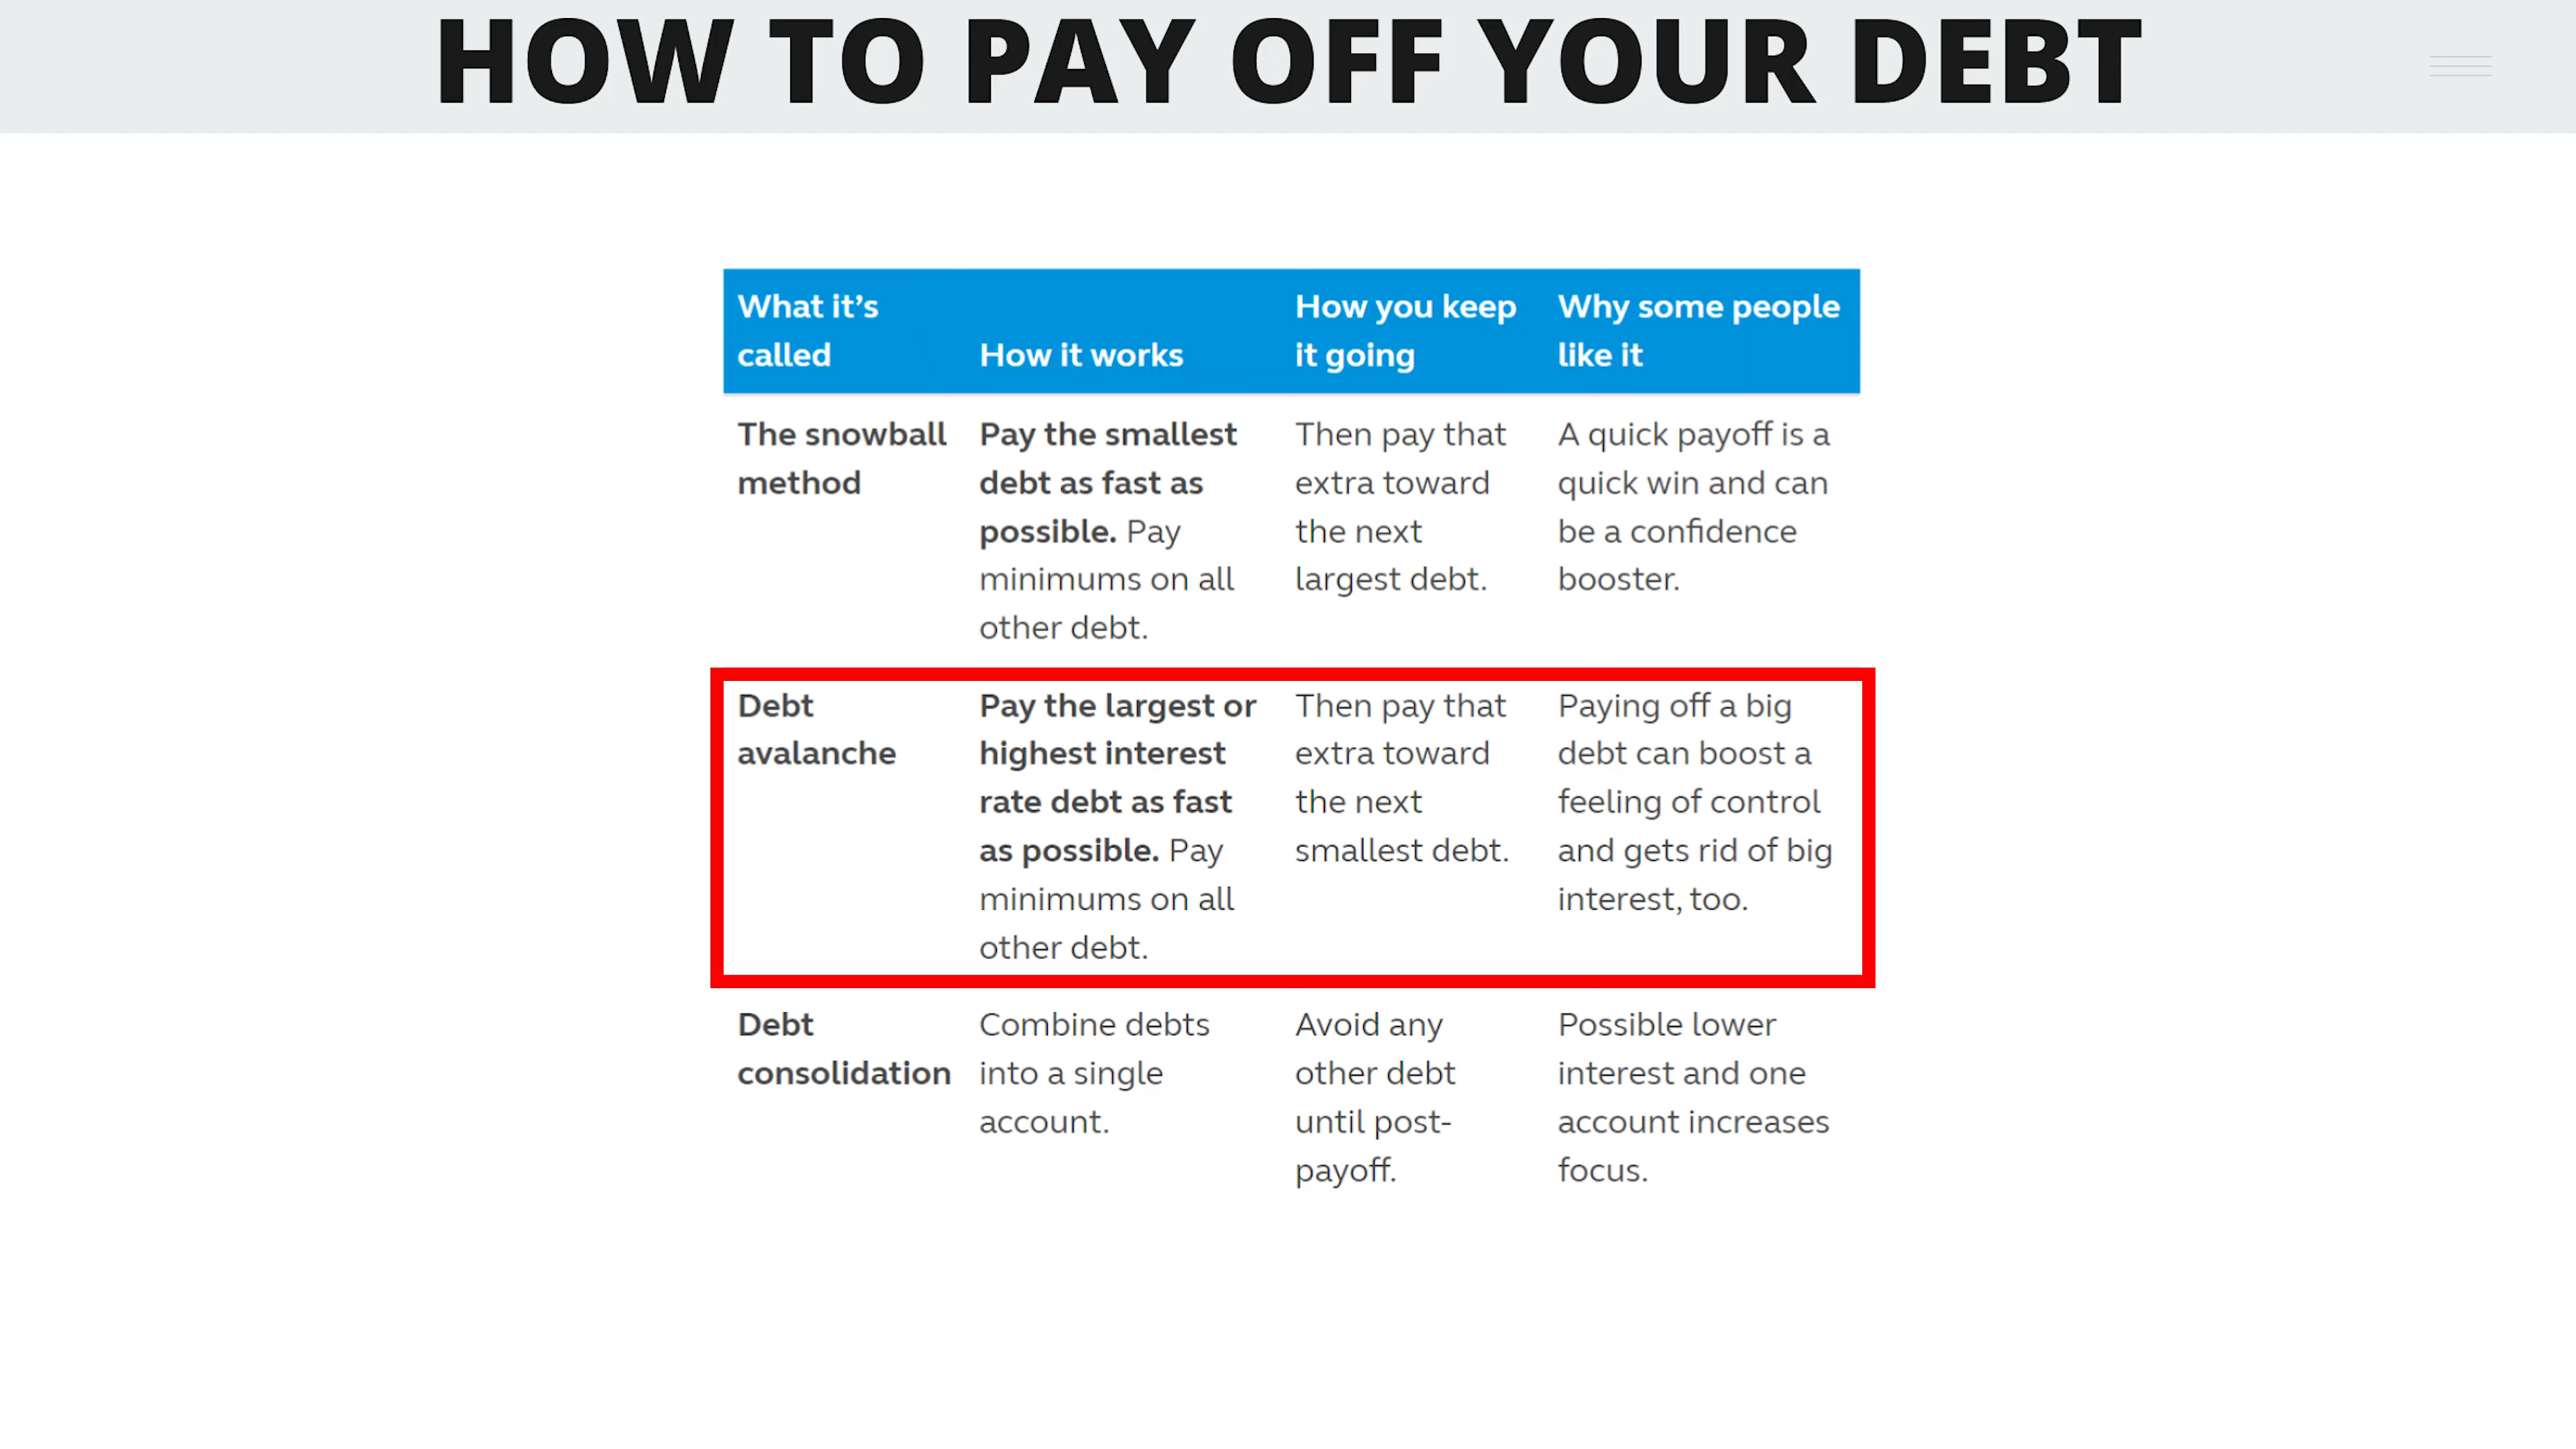 HOW TO PAY OFF YOUR DEBT
What it's
called
How it works
How you keep
it going
Why some people
like it
The snowball
method
Pay the smallest
debt as fast as
possible. Pay
minimums on all
other debt.
Then pay that
extra toward
the next
largest debt.
A quick payoff is a
quick win and can
be a confidence
booster.
Debt
avalanche
Pay the largest or
highest interest
rate debt as fast
as possible. Pay
minimums on all
other debt.
Then pay that
extra toward
the next
smallest debt.
Paying off a big
debt can boost a
feeling of control
and gets rid of big
interest, too.
Debt
consolidation
Combine debts
into a single
account.
Avoid any
other debt
until post-
payoff.
Possible lower
interest and one
account increases
focus.